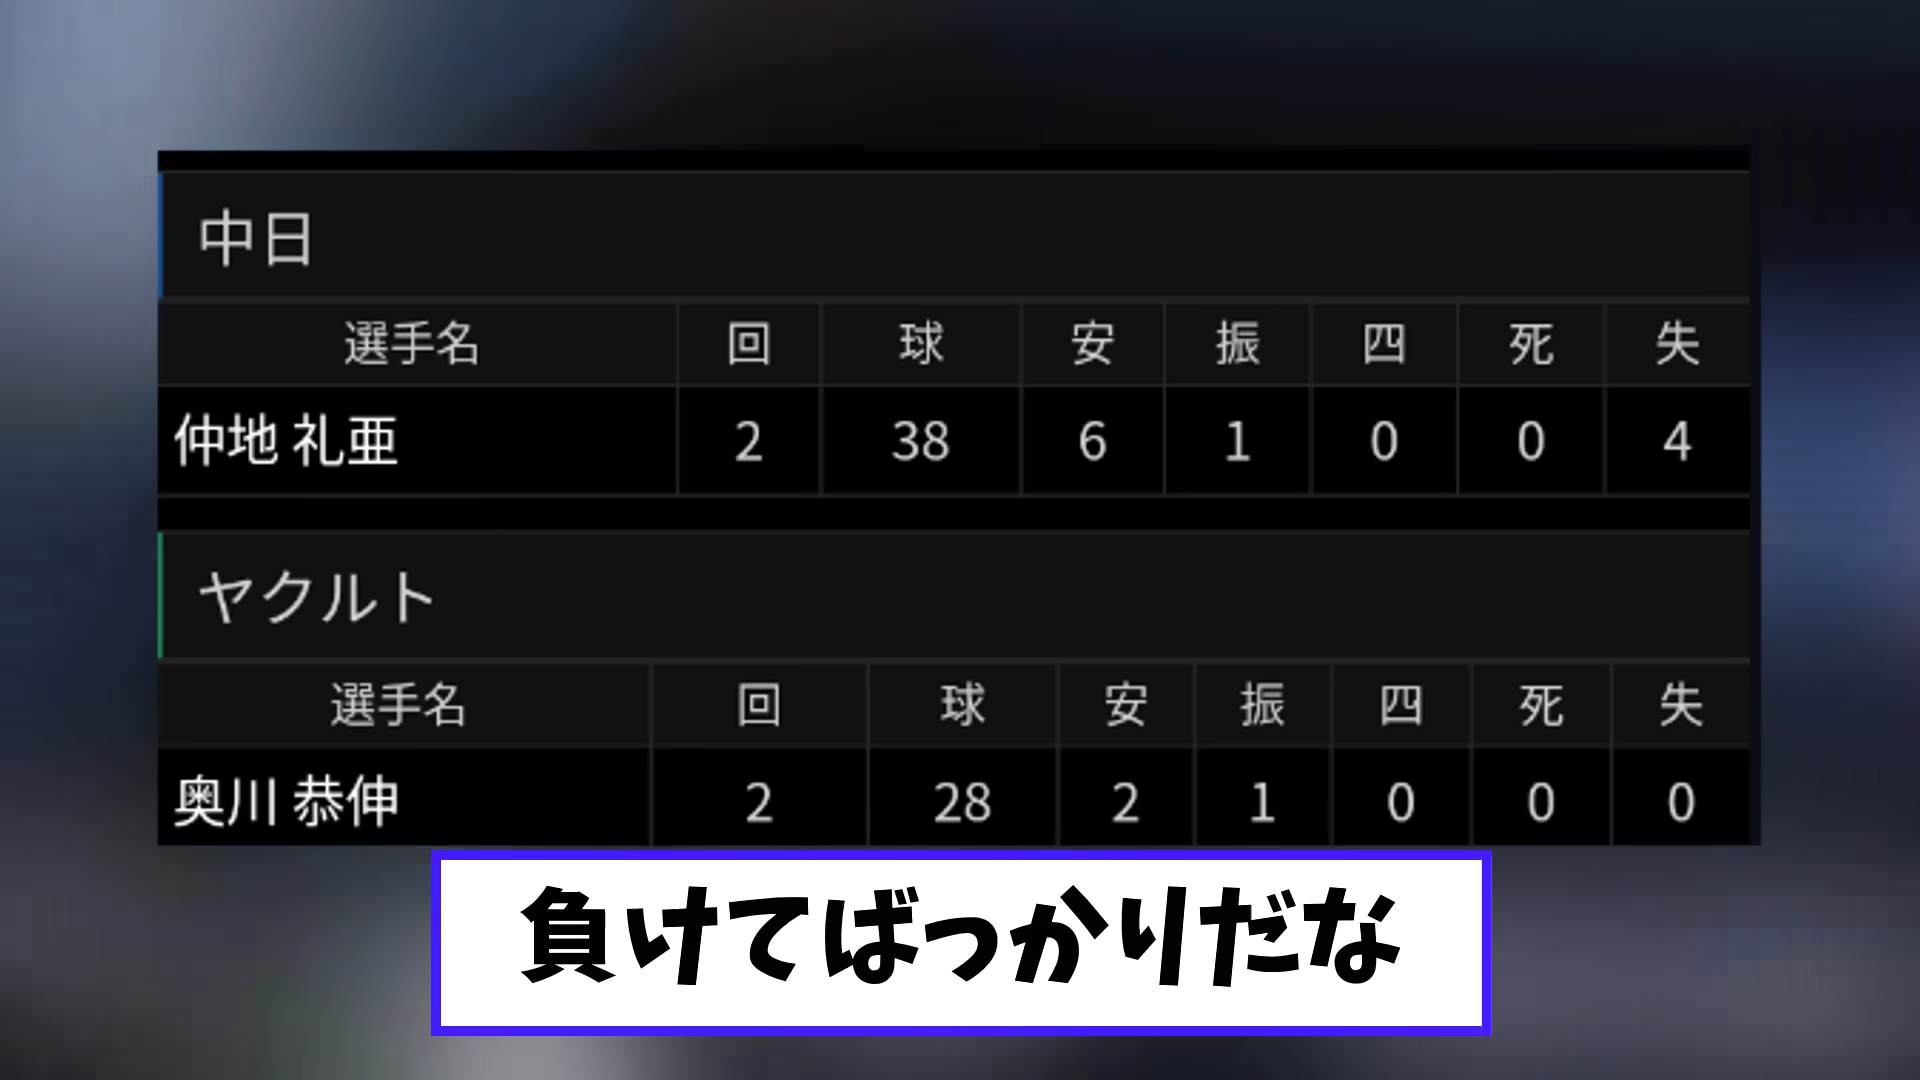 中日
選手名 回 球 安 振 四 死 失
仲地 礼亜 2 38 6 1 0 0 4
ヤクルト
選手名 回 球 安 振 四 死 失
奥川 恭伸 2 28 2 1 0 0 0
負けてばっかりだな